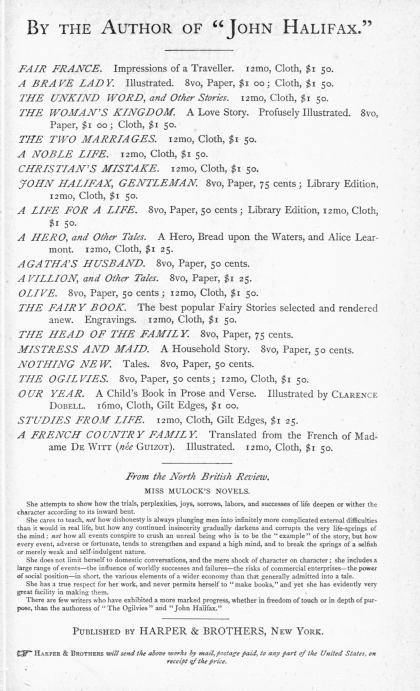 BY THE AUTHOR OF "JOHN HALIFAX."
FAIR FRANCE. Impressions of a Traveller. 12mo, Cloth, $1 50.
A BRAVE LADY. Illustrated. 8vo, Paper, $1 00; Cloth, $1 50.
THE UNKIND WORD, and Other Stories. 12mo, Cloth, $1 50.
THE WOMAN'S KINGDOM. A Love Story. Profusely Illustrated. 8vo,
Paper, $1 00; Cloth, $1 50.
THE TWO MARRIAGES. 12mo, Cloth, $1 50.
A NOBLE LIFE. 12mo, Cloth, $1 50.
CHRISTIAN'S MISTAKE. 12mo, Cloth, $1 50.
JOHN HALIFAX, GENTLEMAN. 8vo, Paper, 75 cents; Library Edition,
12mo, Cloth, $1 50.
A LIFE FOR A LIFE. 8vo, Paper, 50 cents; Library Edition, 12mo, Cloth,
$1 50.
A HERO, and Other Tales. A Hero, Bread upon the Waters, and Alice Lear-
mont. 12mo, Cloth, $1 25.
AGATHA'S HUSBAND. 8vo, Paper, 50 cents.
AVILLION, and Other Tales. 8vo, Paper, $1 25.
OLIVE. 8vo, Paper, 50 cents; 12mo, Cloth, $1 50.
THE FAIRY BOOK. The best popular Fairy Stories selected and rendered
anew. Engravings. 12mo, Cloth, $1 50.
THE HEAD OF THE FAMILY. 8vo, Paper, 75 cents.
MISTRESS AND MAID. A Household Story. 8vo, Paper, 50 cents.
NOTHING NEW. Tales. 8vo, Paper, 50 cents.
THE OGILVIES. 8vo, Paper, 50 cents; 12mo, Cloth, $1 50.
OUR YEAR. A Child's Book in Prose and Verse. Illustrated by CLARENCE
DOBELL. 16mo, Cloth, Gilt Edges, $1 00.
STUDIES FROM LIFE. 12mo, Cloth, Gilt Edges, $1 25.
A FRENCH COUNTRY FAMILY. Translated from the French of Mad-
ame DE WITT (née GUIZOT). Illustrated. 12mo, Cloth, $1 50.
From the North British Review.
MISS MULOCK'S NOVELS.
She attempts to show how the trials, perplexities, joys, sorrows, labors, and successes of life deepen or wither the
character according to its inward bent.
She cares to teach, not how dishonesty is always plunging men into infinitely more complicated external difficulties
than it would in real life, but how any continued insincerity gradually darkens and corrupts the very life-springs of
the mind; not how all events conspire to crush an unreal being who is to be the "example" of the story, but how
every event, adverse or fortunate, tends to strengthen and expand a high mind, and to break the springs of a selfish
or merely weak and self-indulgent nature.
She does not limit herself to domestic conversations, and the mere shock of character on character; she includes a
large range of events—the influence of worldly successes and failures—the risks of commercial enterprises—the power
of social position—in short, the various elements of a wider economy than that generally admitted into a tale.
She has a true respect for her work, and never permits herself to "make books," and yet she has evidently very
great facility in making them.
There are few writers who have exhibited a more marked progress, whether in freedom of touch or in depth of pur-
pose, than the authoress of "The Ogilvies" and "John Halifax."
PUBLISHED BY HARPER & BROTHERS, NEW YORK.
☞ HARPER & BROTHERS will send the above works by mail, postage paid, to any part of the United States, on
receipt of the price.